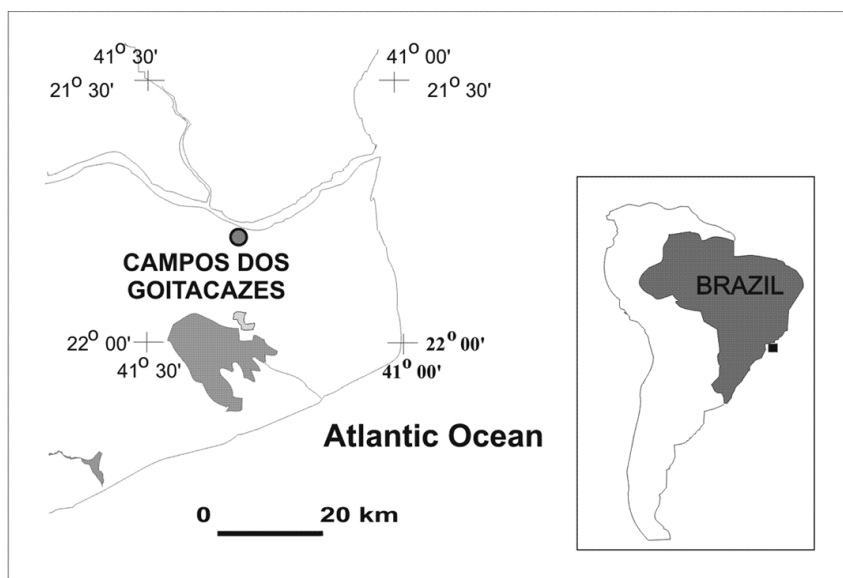 41° 30'
21° 30'
41° 00'
21° 30'
CAMPOS DOS
GOITACAZES
22° 00'
41° 30'
22° 00'
41° 00'
BRAZIL
Atlantic Ocean
0 20 km